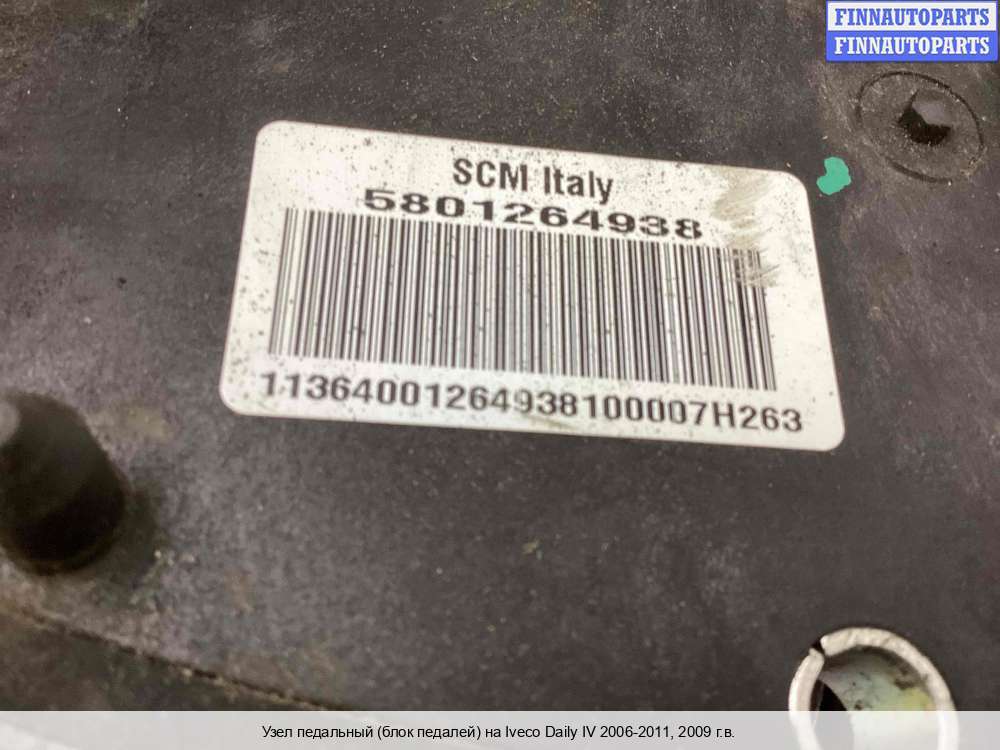 FINNAUTOPARTS
FINNAUTOPARTS
SCM Italy
5801264938
11364001264938100007H263
Узел педальный (блок педалей) на Iveco Daily IV 2006-2011, 2009 г.в.